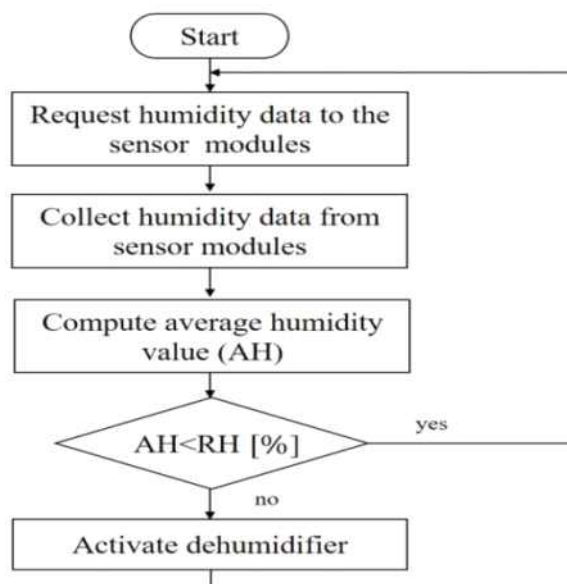 Start
Request humidity data to the
sensor modules
Collect humidity data from
sensor modules
Compute average humidity
value (AH)
AH<RH [%]
yes
no
Activate dehumidifier